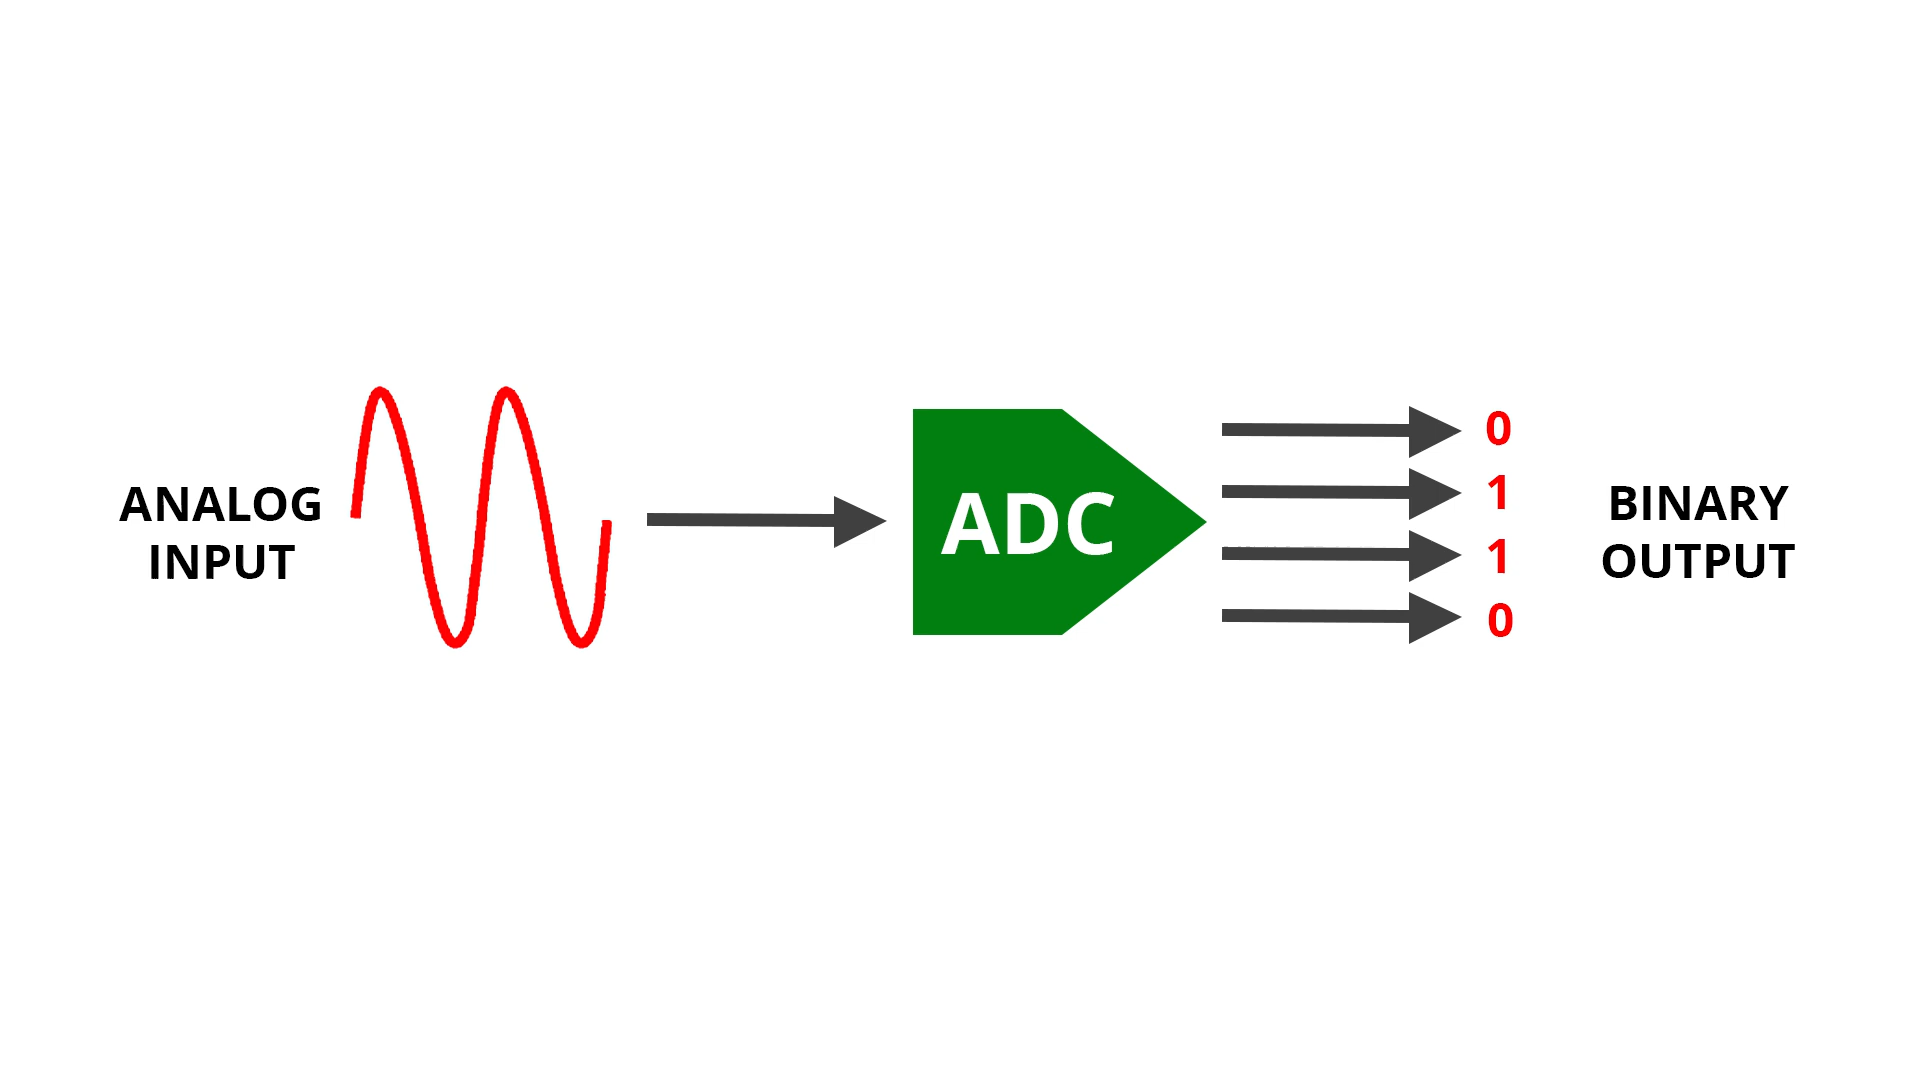 ANALOG
INPUT
ADC
0
1
1
0
BINARY
OUTPUT